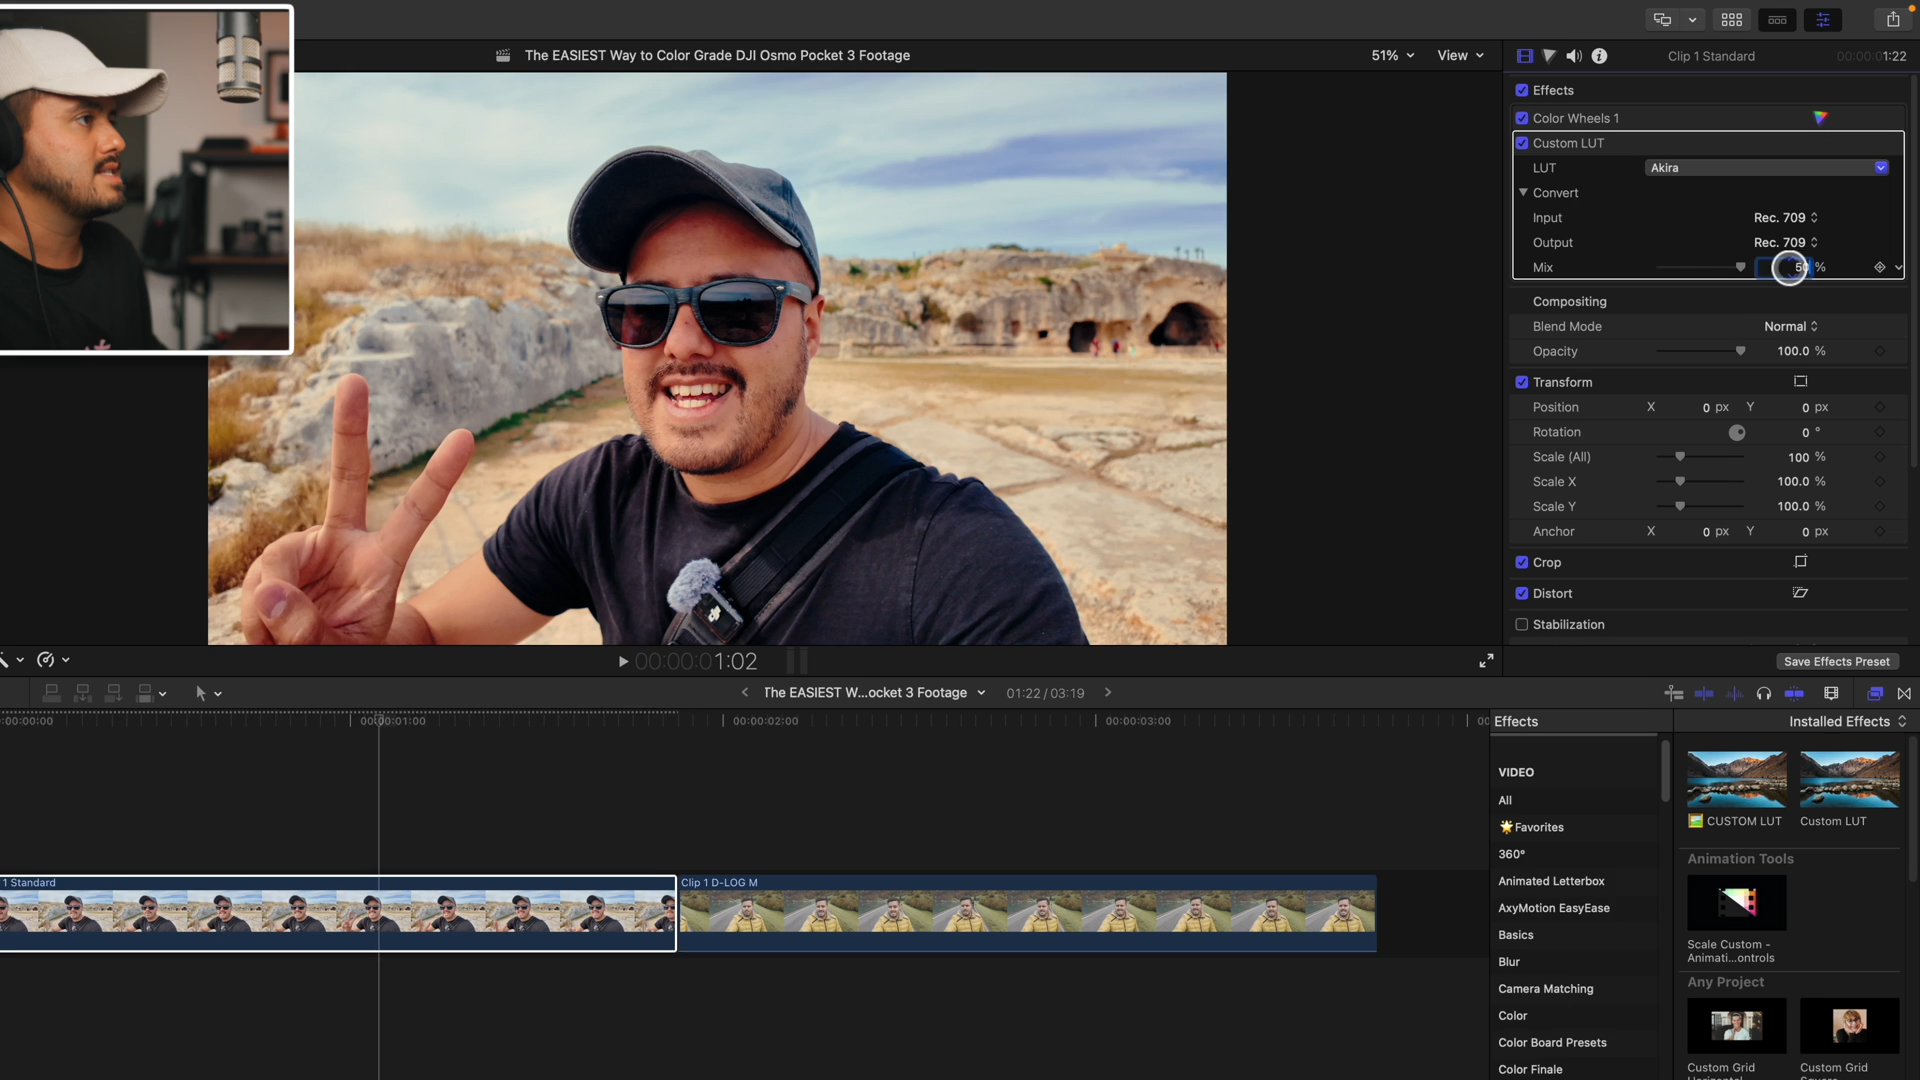 The EASIEST Way to Color Grade DJI Osmo Pocket 3 Footage
51%
View
Clip 1 Standard
00:00:01:22
Effects
Color Wheels 1
Custom LUT
LUT
Akira
Convert
Input
Rec. 709
Output
Rec. 709
Mix
50 %
Compositing
Blend Mode
Normal
Opacity
100.0 %
Transform
Position
X
0 px
Y
0 px
Rotation
0 °
Scale (All)
100 %
Scale X
100.0 %
Scale Y
100.0 %
Anchor
X
0 px
Y
0 px
Crop
Distort
Stabilization
Save Effects Preset
00:00:01:02
The EASIEST W...ocket 3 Footage
01:22 / 03:19
:00:00:00
00:00:01:00
00:00:02:00
00:00:03:00
00
1 Standard
Clip 1 D-LOG M
Effects
Installed Effects
VIDEO
All
Favorites
360°
Animated Letterbox
AxyMotion EasyEase
Basics
Blur
Camera Matching
Color
Color Board Presets
Color Finale
CUSTOM LUT
Custom LUT
Animation Tools
Scale Custom -
Animati...ontrols
Any Project
Custom Grid
Custom Grid